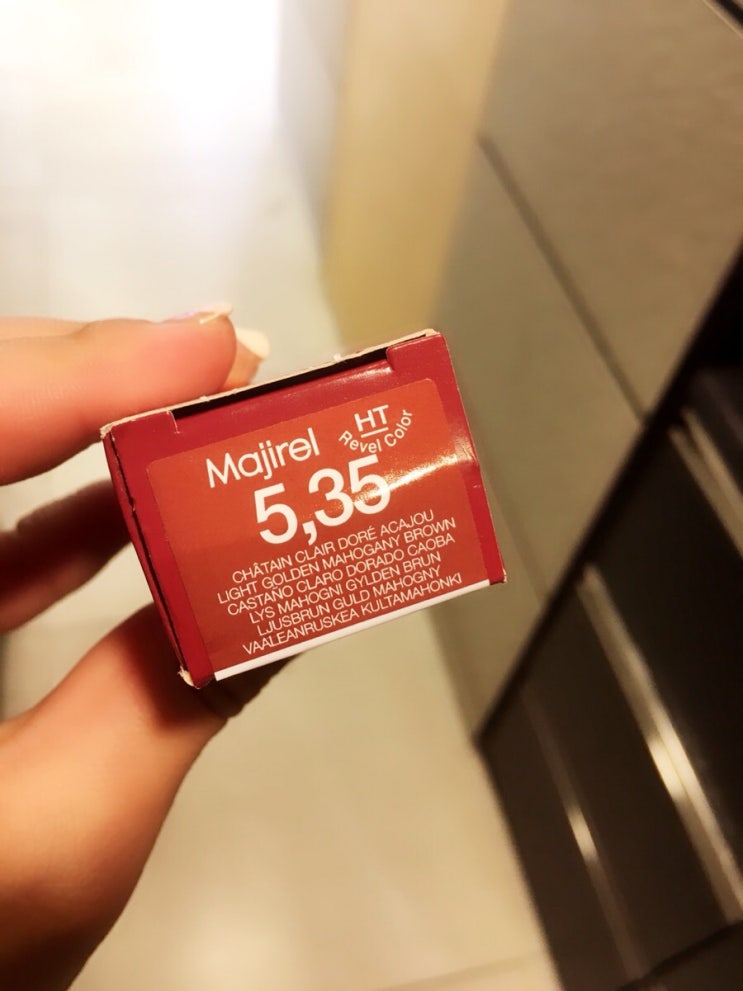 Majirel
HT
Revel Color
5,35
CHÂTAIN CLAIR DORÉ ACAJOU
LIGHT GOLDEN MAHOGANY BROWN
CASTAÑO CLARO DORADO CAOBA
LYS MAHOGNI GYLDEN BRUN
LJUSBRUN GULD MAHOGNY
VAALEANRUSKEA KULTAMAHONKI